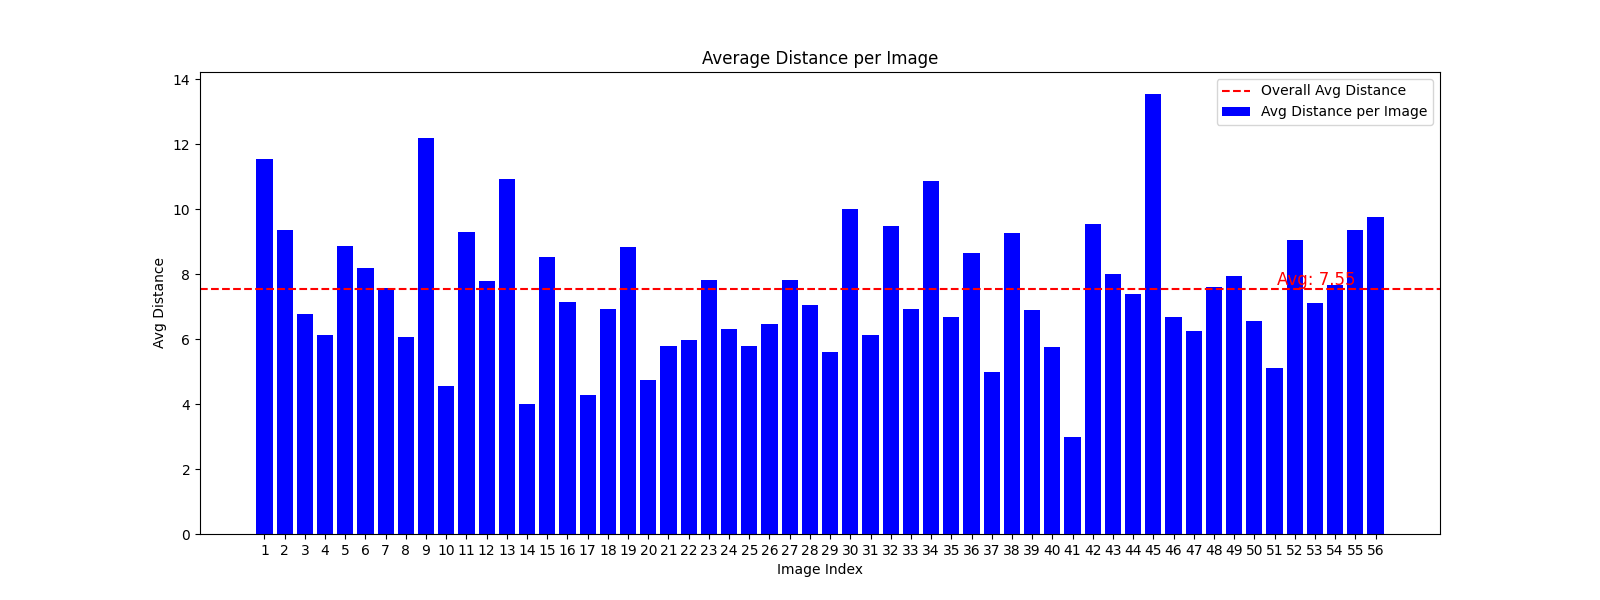 Average Distance per Image
Overall Avg Distance
Avg Distance per Image
Avg: 7.55
Avg Distance
14
12
10
8
6
4
2
0
1 2 3 4 5 6 7 8 9 10 11 12 13 14 15 16 17 18 19 20 21 22 23 24 25 26 27 28 29 30 31 32 33 34 35 36 37 38 39 40 41 42 43 44 45 46 47 48 49 50 51 52 53 54 55 56
Image Index